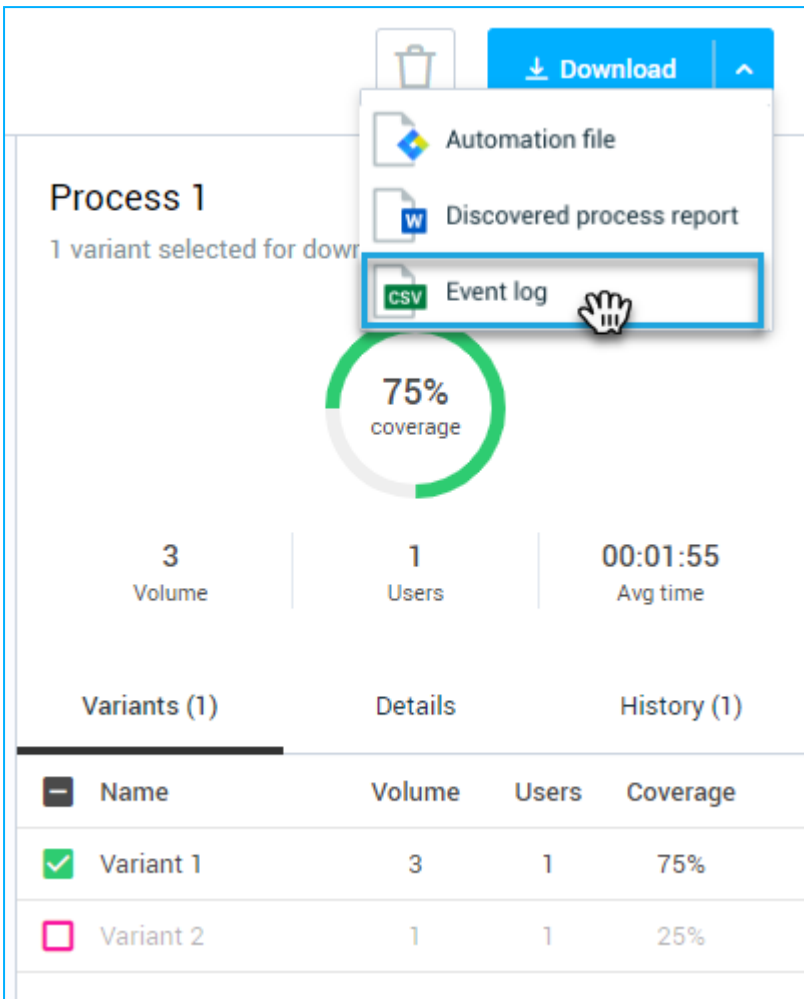 Download
Automation file
Process 1
W Discovered process report
1 variant selected for dow
CSV Event log
75%
coverage
3 1 00:01:55
Volume Users Avg time
Variants (1) Details History (1)
Name Volume Users Coverage
Variant 1 3 1 75%
Variant 2 1 1 25%